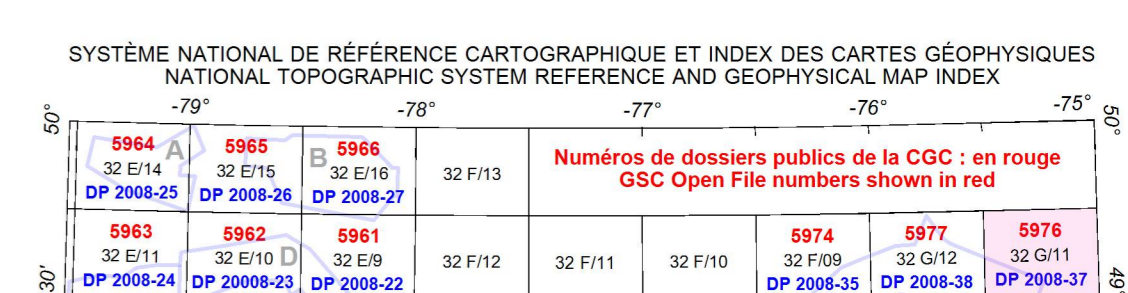 SYSTÈME NATIONAL DE RÉFÉRENCE CARTOGRAPHIQUE ET INDEX DES CARTES GÉOPHYSIQUES
NATIONAL TOPOGRAPHIC SYSTEM REFERENCE AND GEOPHYSICAL MAP INDEX
-79° -78° -77° -76° -75°
50° 50°
5964 A 5965 B 5966
32 E/14 32 E/15 32 E/16 32 F/13
DP 2008-25 DP 2008-26 DP 2008-27
Numéros de dossiers publics de la CGC : en rouge
GSC Open File numbers shown in red
5963 5962 5961 5974 5977 5976
32 E/11 32 E/10 D 32 E/9 32 F/12 32 F/11 32 F/10 32 F/09 32 G/12 32 G/11
DP 2008-24 DP 20008-23 DP 2008-22 DP 2008-35 DP 2008-38 DP 2008-37
30' 49°